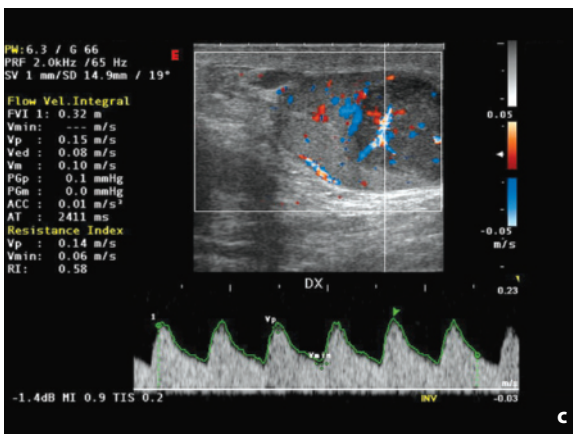 PW:6.3 / G 66
PRF 2.0kHz /65 Hz
SV 1 mm/SD 14.9mm / 19°
E
Flow Vel.Integral
FVI 1: 0.32 m
Vmin: --- m/s
Vp : 0.15 m/s
Ved : 0.08 m/s
Vm : 0.10 m/s
PGp : 0.1 mmHg
PGm : 0.0 mmHg
ACC : 0.01 m/s²
AT : 2411 ms
Resistance Index
Vp : 0.14 m/s
Vmin: 0.06 m/s
RI: 0.58
0.05
-0.05
m/s
DX
0.23
1
Vp
Vmin
m/s
-1.4dB MI 0.9 TIS 0.2
INV
-0.03
c